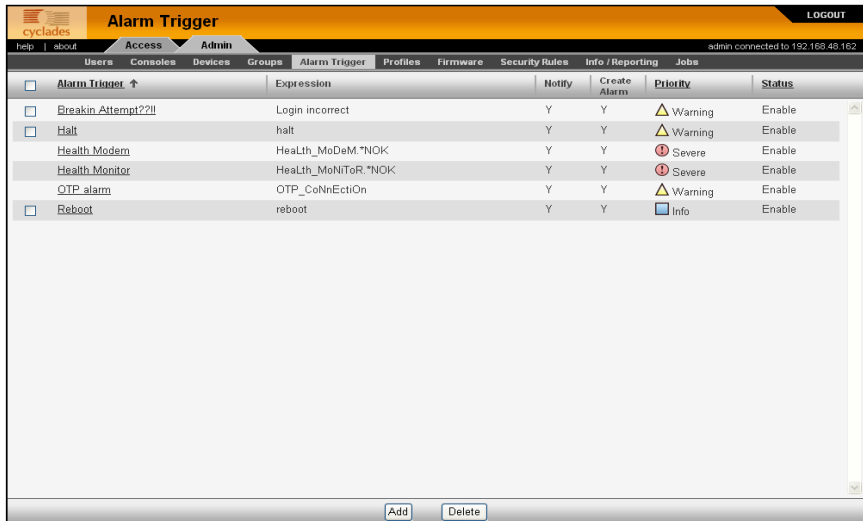 LOGOUT
Alarm Trigger
cyclades
help | about Access Admin admin connected to 192.168.48.162
Users Consoles Devices Groups Alarm Trigger Profiles Firmware Security Rules Info / Reporting Jobs
Alarm Trigger ↑ Expression Notify Create Alarm Priority Status
Breakin Attempt??!! Login incorrect Y Y Warning Enable
Halt halt Y Y Warning Enable
Health Modem HeaLth_MoDeM.*NOK Y Y Severe Enable
Health Monitor HeaLth_MoNiToR.*NOK Y Y Severe Enable
OTP alarm OTP_CoNnEctiOn Y Y Warning Enable
Reboot reboot Y Y Info Enable
Add Delete